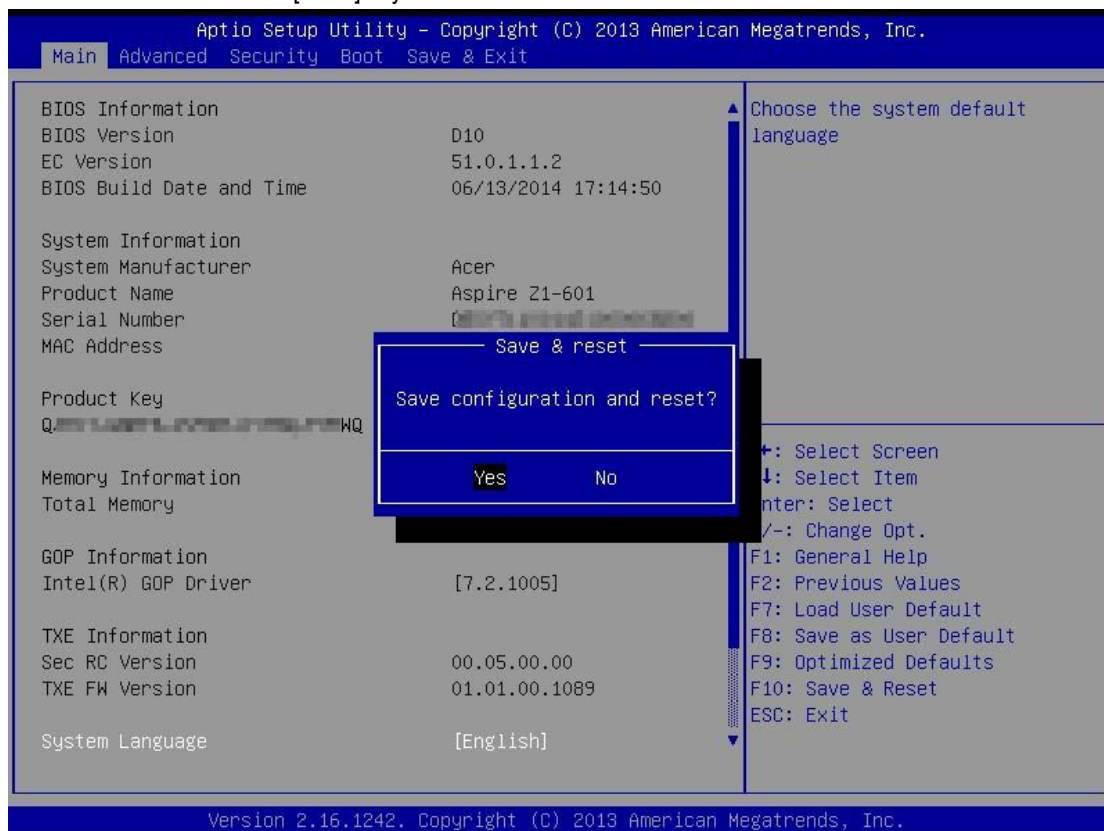 Aptio Setup Utility – Copyright (C) 2013 American Megatrends, Inc.
Main Advanced Security Boot Save & Exit
BIOS Information
BIOS Version D10
EC Version 51.0.1.1.2
BIOS Build Date and Time 06/13/2014 17:14:50
System Information
System Manufacturer Acer
Product Name Aspire Z1-601
Serial Number
MAC Address
Product Key
Q WQ
Memory Information
Total Memory
GOP Information
Intel(R) GOP Driver [7.2.1005]
TXE Information
Sec RC Version 00.05.00.00
TXE FW Version 01.01.00.1089
System Language [English]
Save & reset
Save configuration and reset?
Yes No
Choose the system default
language
: Select Screen
: Select Item
nter: Select
/-: Change Opt.
F1: General Help
F2: Previous Values
F7: Load User Default
F8: Save as User Default
F9: Optimized Defaults
F10: Save & Reset
ESC: Exit
Version 2.16.1242. Copyright (C) 2013 American Megatrends, Inc.